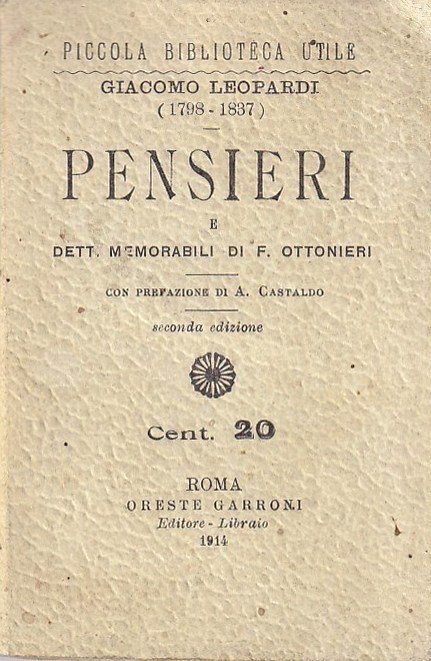 PICCOLA BIBLIOTECA UTILE
GIACOMO LEOPARDI
(1798-1837)
PENSIERI
E
DETT. MEMORABILI DI F. OTTONIERI
CON PREFAZIONE DI A. CASTALDO
seconda edizione
Cent. 20
ROMA
ORESTE GARRONI
Editore - Libraio
1914